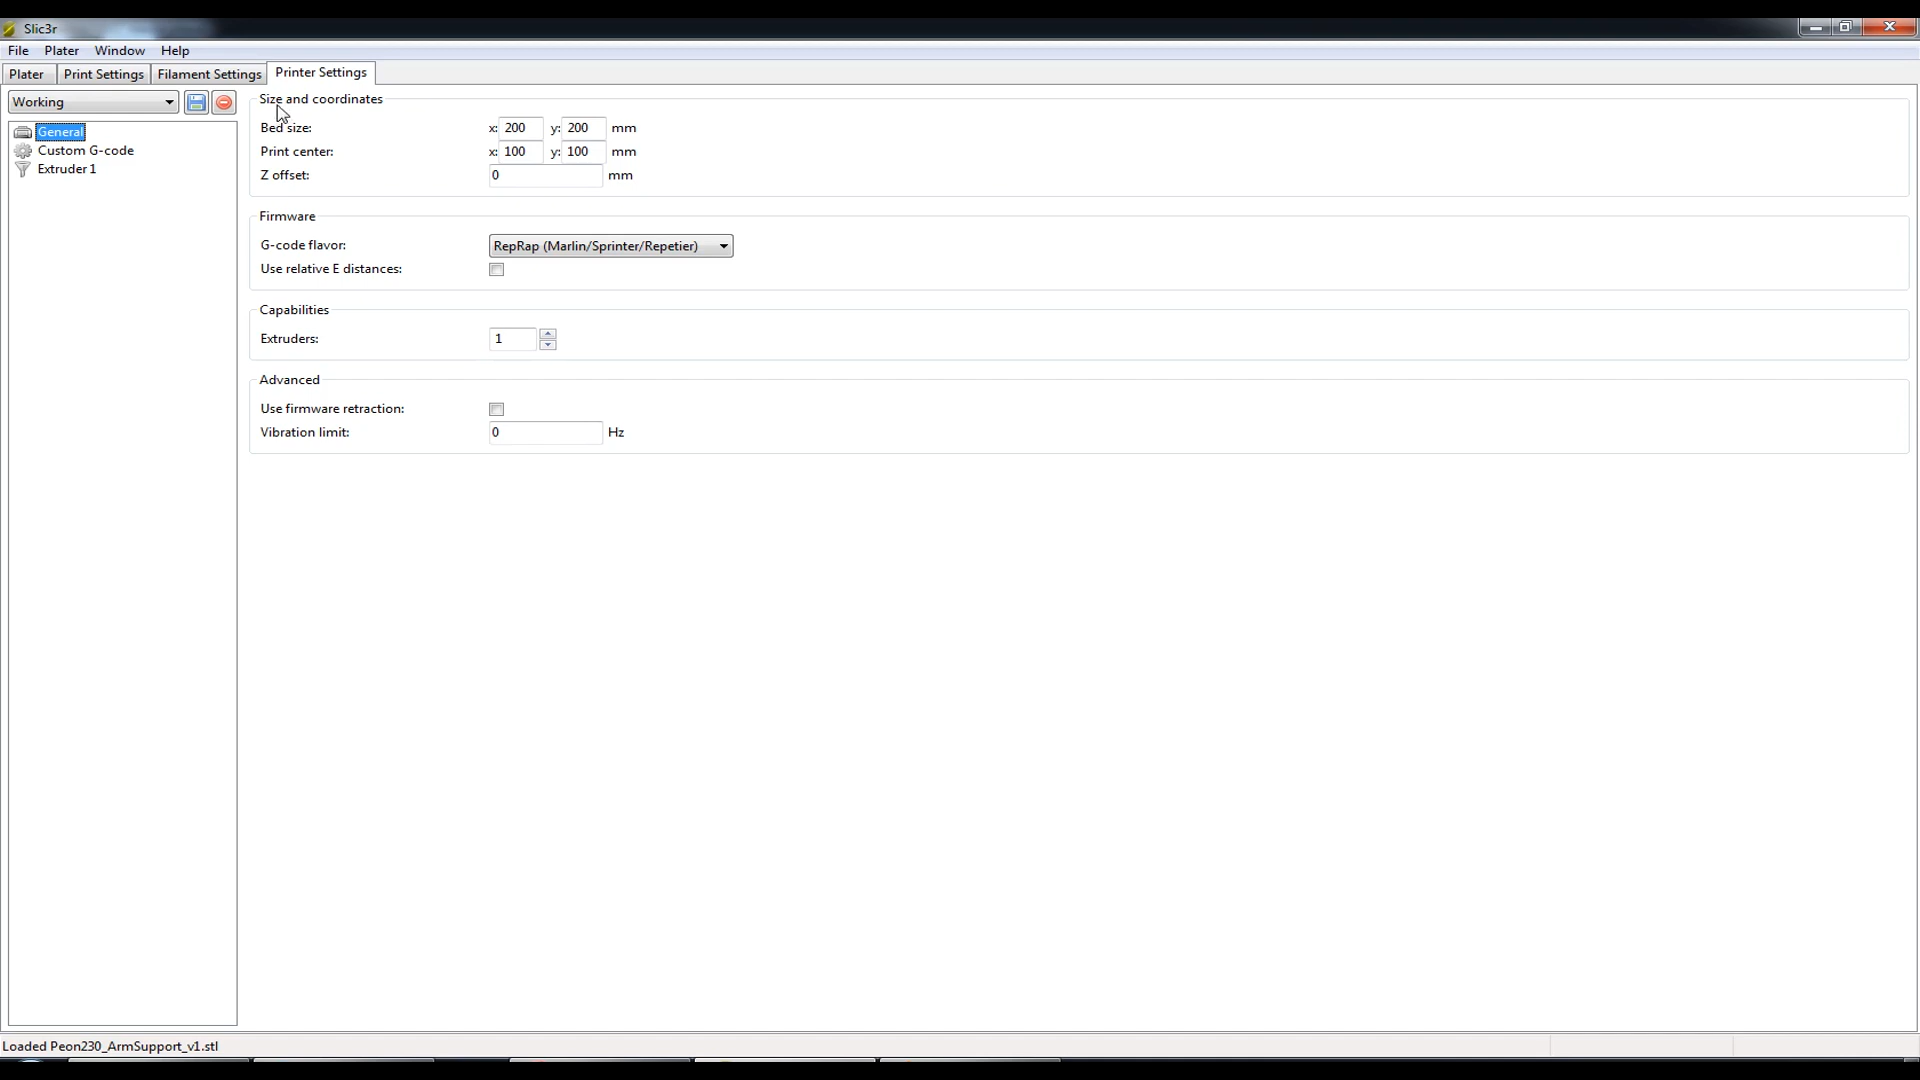 Slic3r
File Plater Window Help
Plater Print Settings Filament Settings Printer Settings
Working
General
Custom G-code
Extruder 1
Size and coordinates
Bed size: x: 200 y: 200 mm
Print center: x: 100 y: 100 mm
Z offset: 0 mm
Firmware
G-code flavor: RepRap (Marlin/Sprinter/Repetier)
Use relative E distances:
Capabilities
Extruders: 1
Advanced
Use firmware retraction:
Vibration limit: 0 Hz
Loaded Peon230_ArmSupport_v1.stl